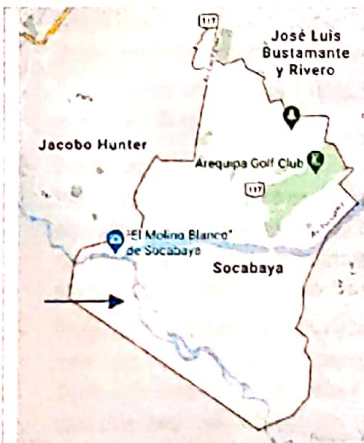 117
José Luis
Bustamante
y Rivero
Jacobo Hunter
Arequipa Golf Club
117
"El Molino Blanco"
de Socabaya
Socabaya